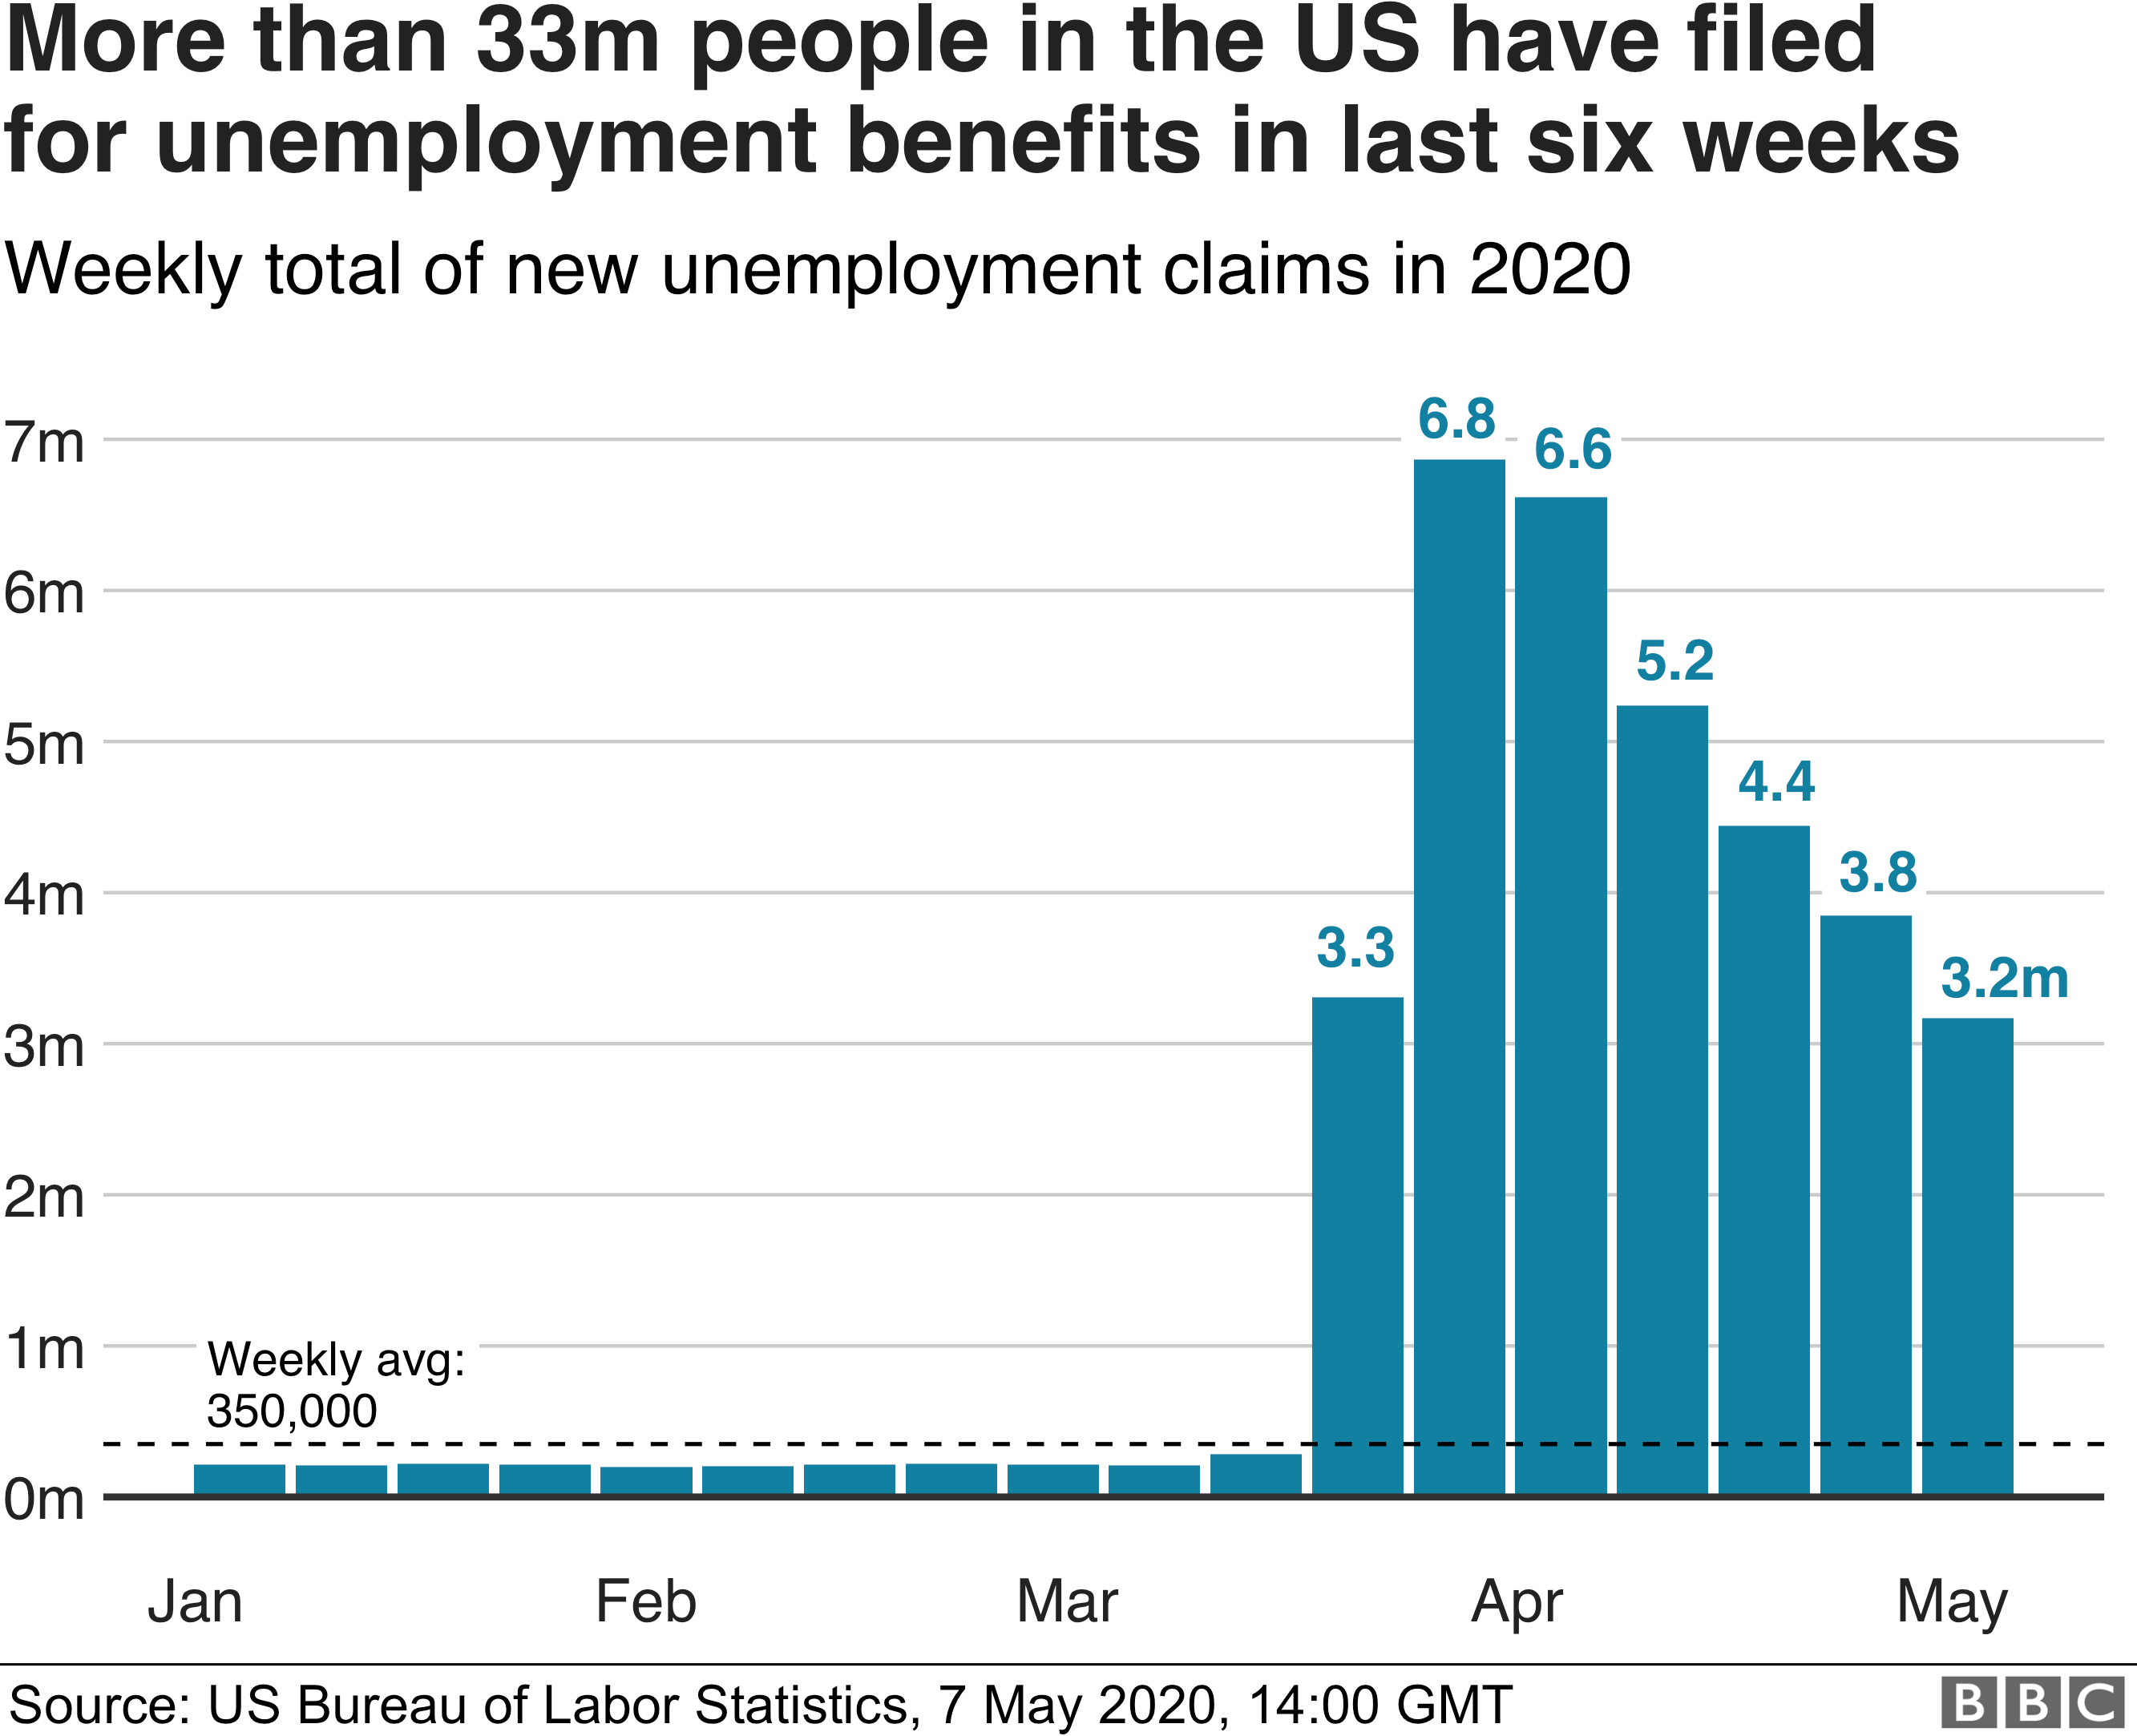 More than 33m people in the US have filed
for unemployment benefits in last six weeks
Weekly total of new unemployment claims in 2020
7m
6m
5m
4m
3m
2m
1m
0m
6.8
6.6
5.2
4.4
3.8
3.3
3.2m
Weekly avg:
350,000
Jan Feb Mar Apr May
Source: US Bureau of Labor Statistics, 7 May 2020, 14:00 GMT
BBC